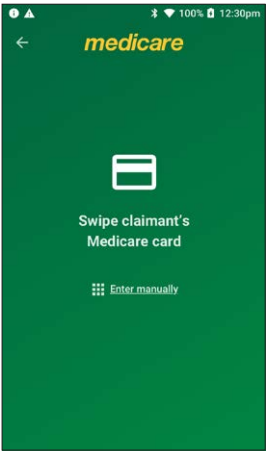 100% 12:30pm
medicare
Swipe claimant's
Medicare card
Enter manually